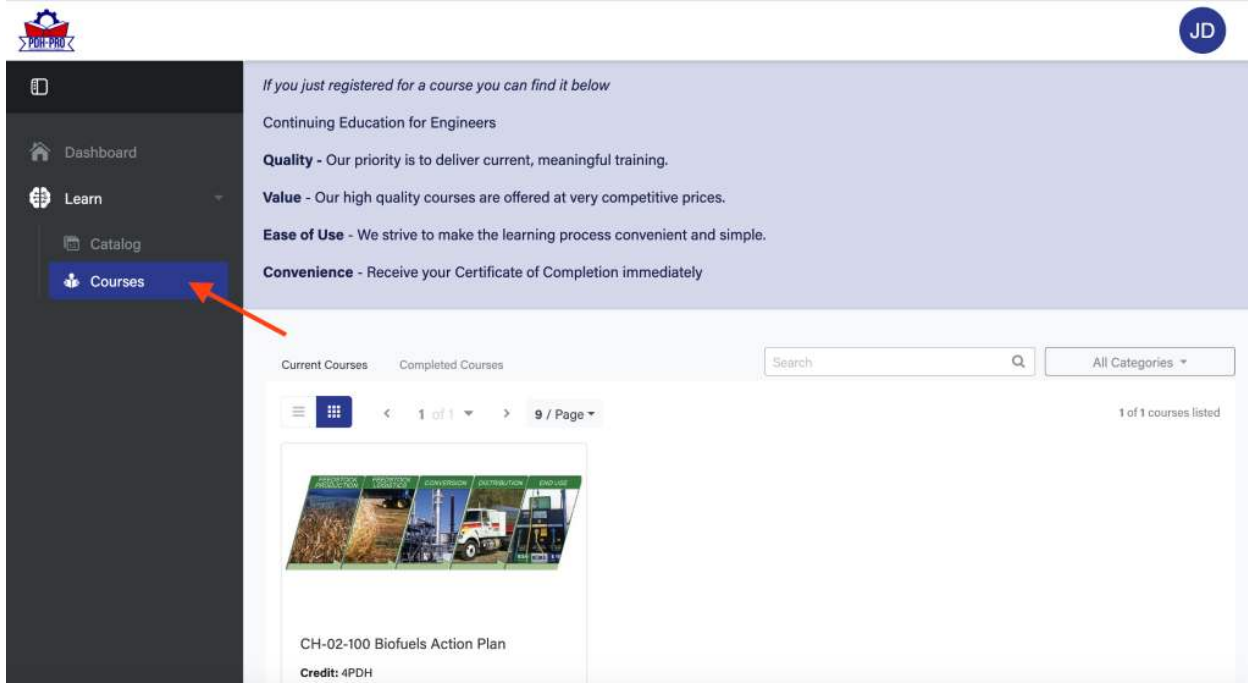 PDH-PRO
JD
If you just registered for a course you can find it below
Continuing Education for Engineers
Dashboard
Quality - Our priority is to deliver current, meaningful training.
Learn
Value - Our high quality courses are offered at very competitive prices.
Catalog
Ease of Use - We strive to make the learning process convenient and simple.
Courses
Convenience - Receive your Certificate of Completion immediately
Current Courses
Completed Courses
Search
All Categories
1 of 1
9 / Page
1 of 1 courses listed
FEEDSTOCK PRODUCTION
FEEDSTOCK LOGISTICS
CONVERSION
DISTRIBUTION
END USE
CH-02-100 Biofuels Action Plan
Credit: 4PDH